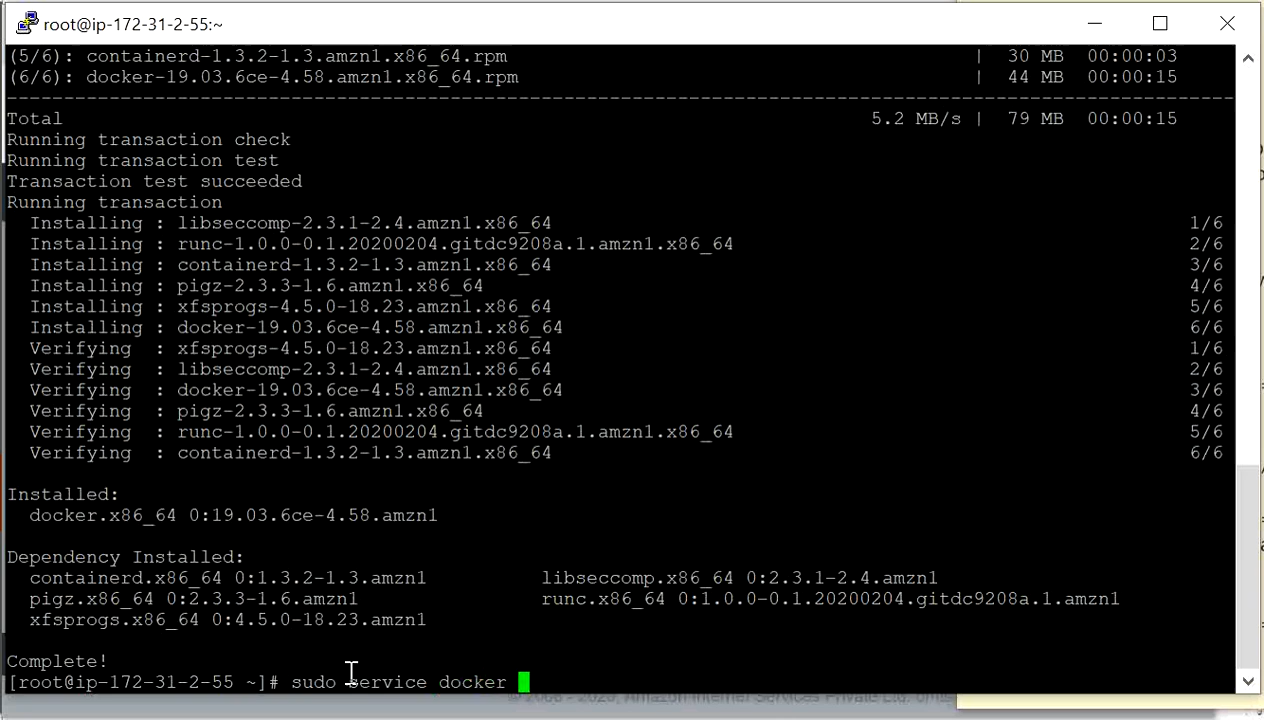 root@ip-172-31-2-55:~
(5/6): containerd-1.3.2-1.3.amzn1.x86_64.rpm | 30 MB 00:00:03
(6/6): docker-19.03.6ce-4.58.amzn1.x86_64.rpm | 44 MB 00:00:15
--------------------------------------------------------------------------------
Total 5.2 MB/s | 79 MB 00:00:15
Running transaction check
Running transaction test
Transaction test succeeded
Running transaction
Installing : libseccomp-2.3.1-2.4.amzn1.x86_64 1/6
Installing : runc-1.0.0-0.1.20200204.gitdc9208a.1.amzn1.x86_64 2/6
Installing : containerd-1.3.2-1.3.amzn1.x86_64 3/6
Installing : pigz-2.3.3-1.6.amzn1.x86_64 4/6
Installing : xfsprogs-4.5.0-18.23.amzn1.x86_64 5/6
Installing : docker-19.03.6ce-4.58.amzn1.x86_64 6/6
Verifying : xfsprogs-4.5.0-18.23.amzn1.x86_64 1/6
Verifying : libseccomp-2.3.1-2.4.amzn1.x86_64 2/6
Verifying : docker-19.03.6ce-4.58.amzn1.x86_64 3/6
Verifying : pigz-2.3.3-1.6.amzn1.x86_64 4/6
Verifying : runc-1.0.0-0.1.20200204.gitdc9208a.1.amzn1.x86_64 5/6
Verifying : containerd-1.3.2-1.3.amzn1.x86_64 6/6
Installed:
docker.x86_64 0:19.03.6ce-4.58.amzn1
Dependency Installed:
containerd.x86_64 0:1.3.2-1.3.amzn1 libseccomp.x86_64 0:2.3.1-2.4.amzn1
pigz.x86_64 0:2.3.3-1.6.amzn1 runc.x86_64 0:1.0.0-0.1.20200204.gitdc9208a.1.amzn1
xfsprogs.x86_64 0:4.5.0-18.23.amzn1
Complete!
[root@ip-172-31-2-55 ~]# sudo service docker